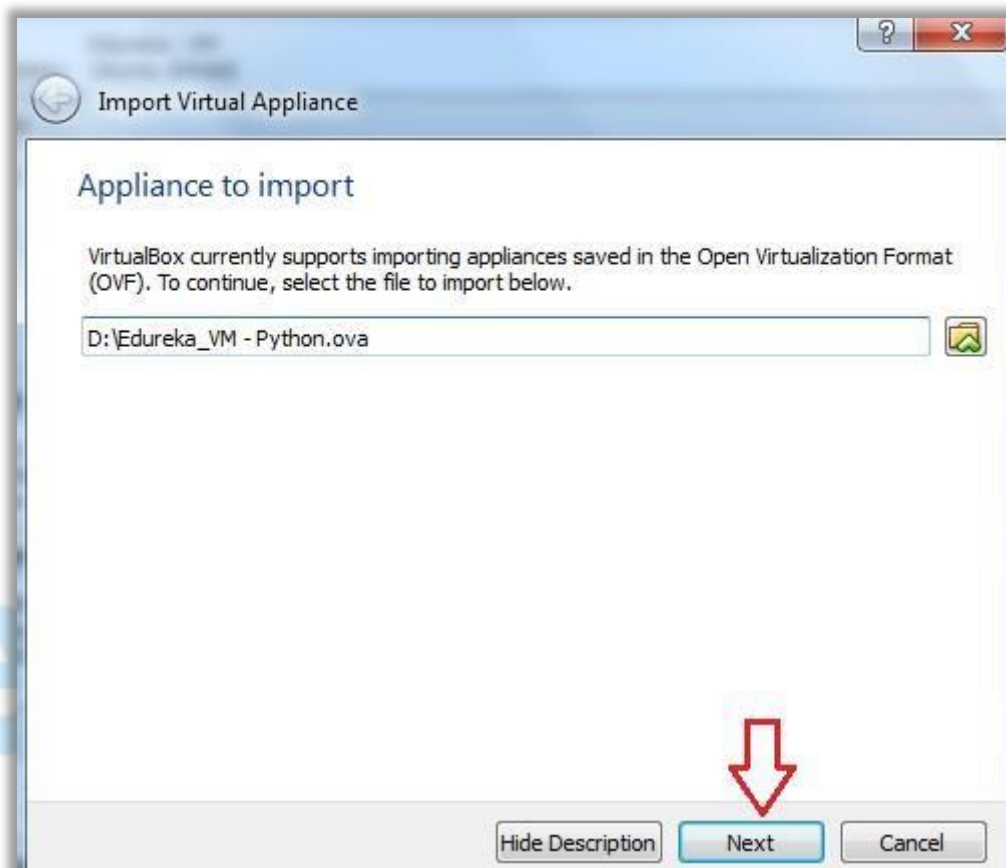 Import Virtual Appliance
Appliance to import
VirtualBox currently supports importing appliances saved in the Open Virtualization Format
(OVF). To continue, select the file to import below.
D:\Edureka_VM - Python.ova
Hide Description
Next
Cancel